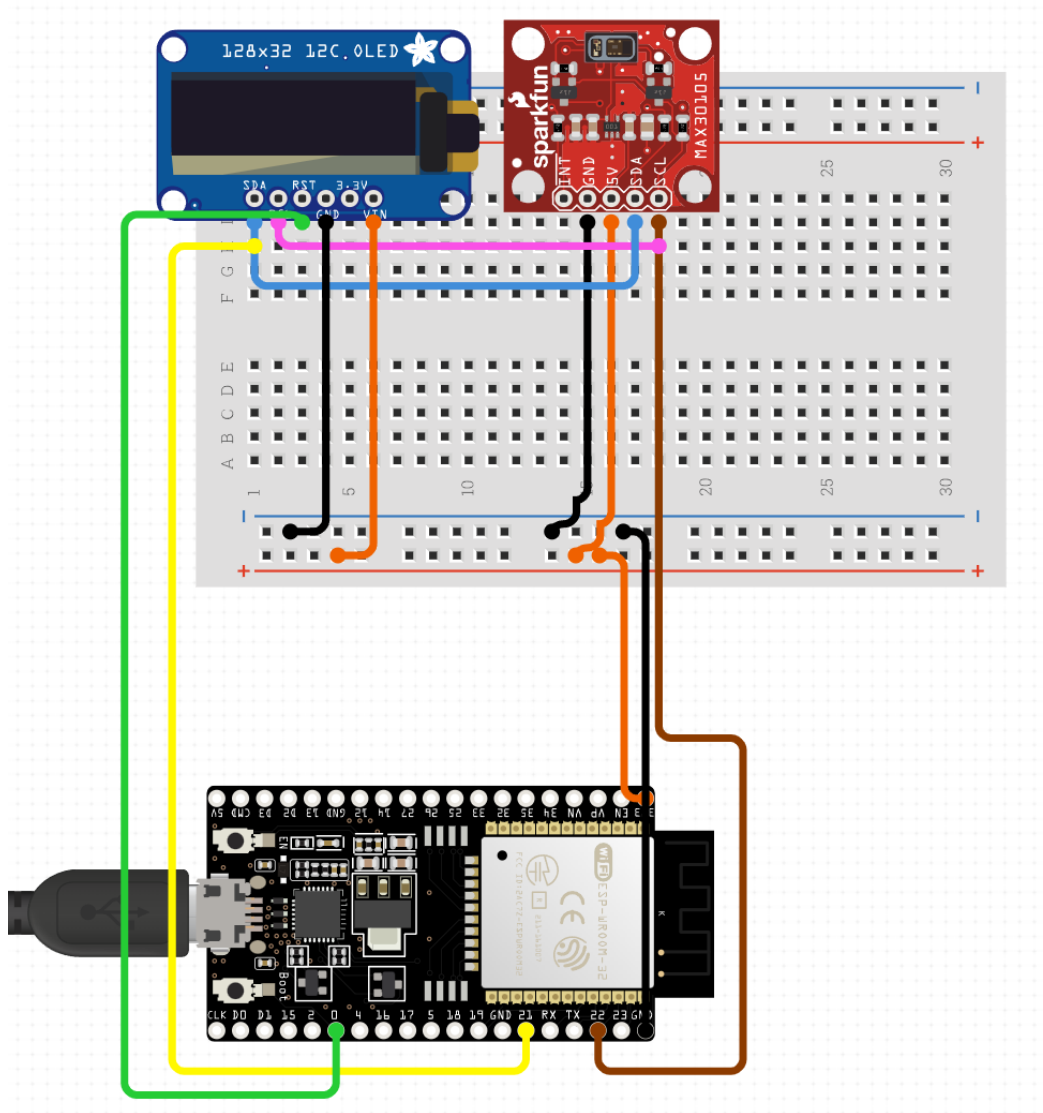 128x32 I2C.OLED
SDA RST 3.3V
GND VIN
sparkfun
MAX30105
INT GND 5V SDA SCL
- -
+
25 30
G
F
E
D
C
B
A
1 5 10 20 25 30
- -
+ +
5V CMD D3 D2 GND 12 14 27 26 25 33 32 35 34 VN VP EN
EN
WiFi
ESP-WROOM-32
CE
K
Boot
CLK D0 D1 15 2 0 4 16 17 5 18 19 GND 21 RX TX 22 23 GND